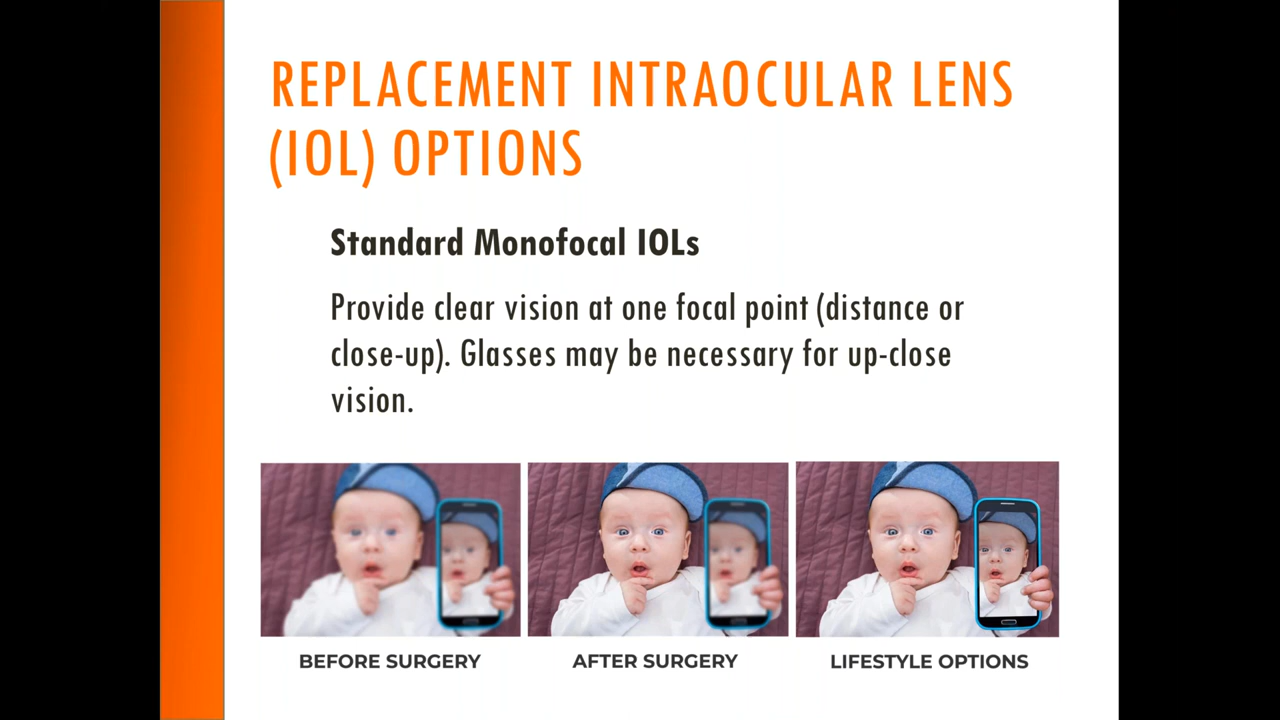 REPLACEMENT INTRAOCULAR LENS
(IOL) OPTIONS
Standard Monofocal IOLs
Provide clear vision at one focal point (distance or
close-up). Glasses may be necessary for up-close
vision.
BEFORE SURGERY
AFTER SURGERY
LIFESTYLE OPTIONS